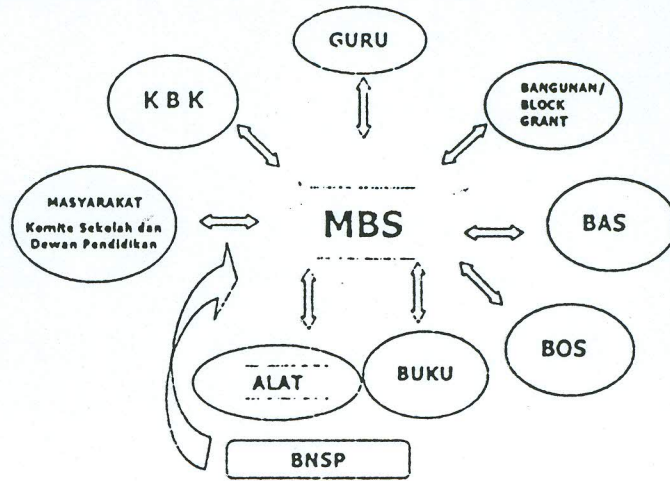 GURU
K B K
BANGUNAN/
BLOCK
GRANT
MASYARAKAT
Komite Sekolah dan
Dewan Pendidikan
MBS
BAS
BOS
ALAT
BUKU
BNSP